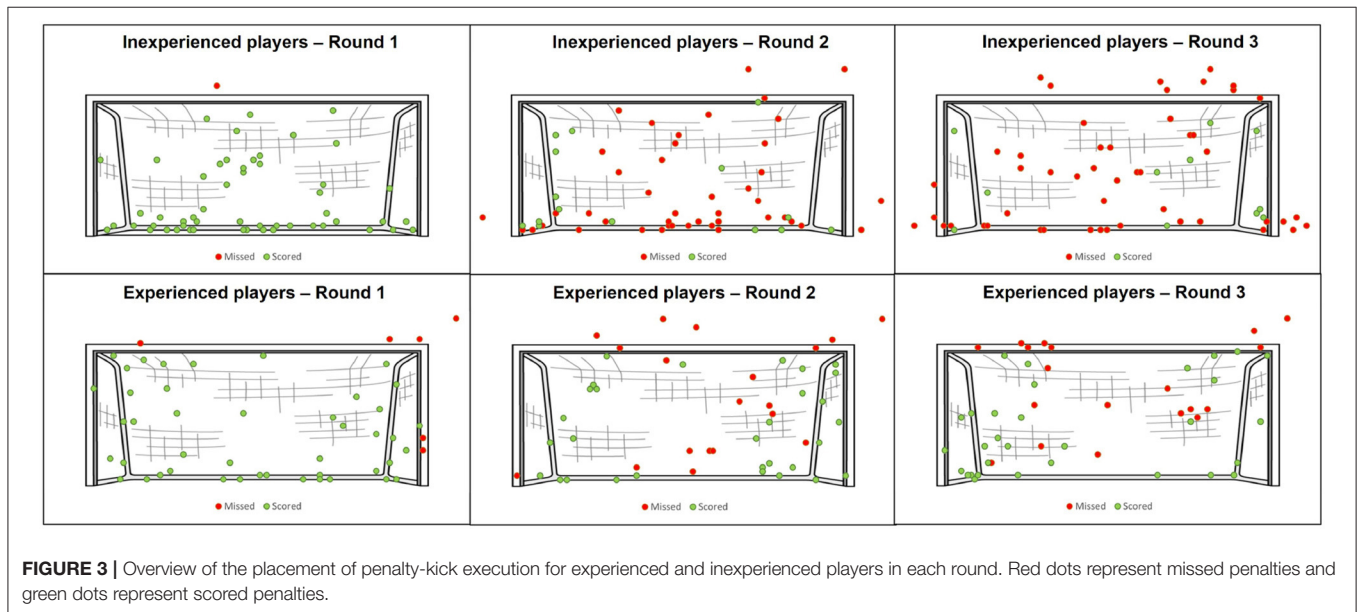 Inexperienced players – Round 1
Inexperienced players – Round 2
Inexperienced players – Round 3
Missed Scored
Missed Scored
Missed Scored
Experienced players – Round 1
Experienced players – Round 2
Experienced players – Round 3
Missed Scored
Missed Scored
Missed Scored
FIGURE 3 | Overview of the placement of penalty-kick execution for experienced and inexperienced players in each round. Red dots represent missed penalties and
green dots represent scored penalties.